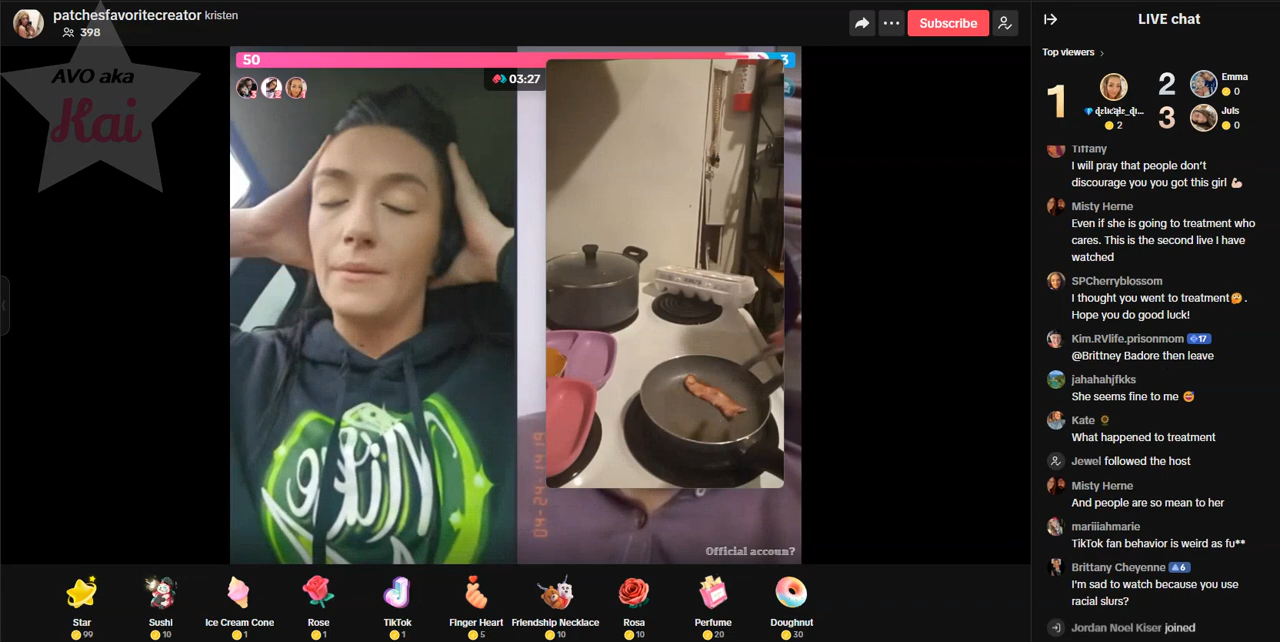 patchesfavoritecreator kristen
398
Subscribe
LIVE chat
AVO aka
Kai
50
3
03:27
Top viewers
1
2
2
Emma
0
3
Juls
0
Tiffany
I will pray that people don't
discourage you you got this girl 💪🏻
Misty Herne
Even if she is going to treatment who
cares. This is the second live I have
watched
SPCherryblossom
I thought you went to treatment🤔 .
Hope you do good luck!
Kim.RVlife.prisonmom 17
@Brittney Badore then leave
jahahahjfkks
She seems fine to me 😅
Kate 🌻
What happened to treatment
Jewel followed the host
Misty Herne
And people are so mean to her
mariiiahmarie
TikTok fan behavior is weird as fu**
Brittany Cheyenne 6
I'm sad to watch because you use
racial slurs?
Jordan Noel Kiser joined
04-24-14 19
Official accoun?
Star
99
Sushi
10
Ice Cream Cone
1
Rose
1
TikTok
1
Finger Heart
5
Friendship Necklace
10
Rosa
10
Perfume
20
Doughnut
30